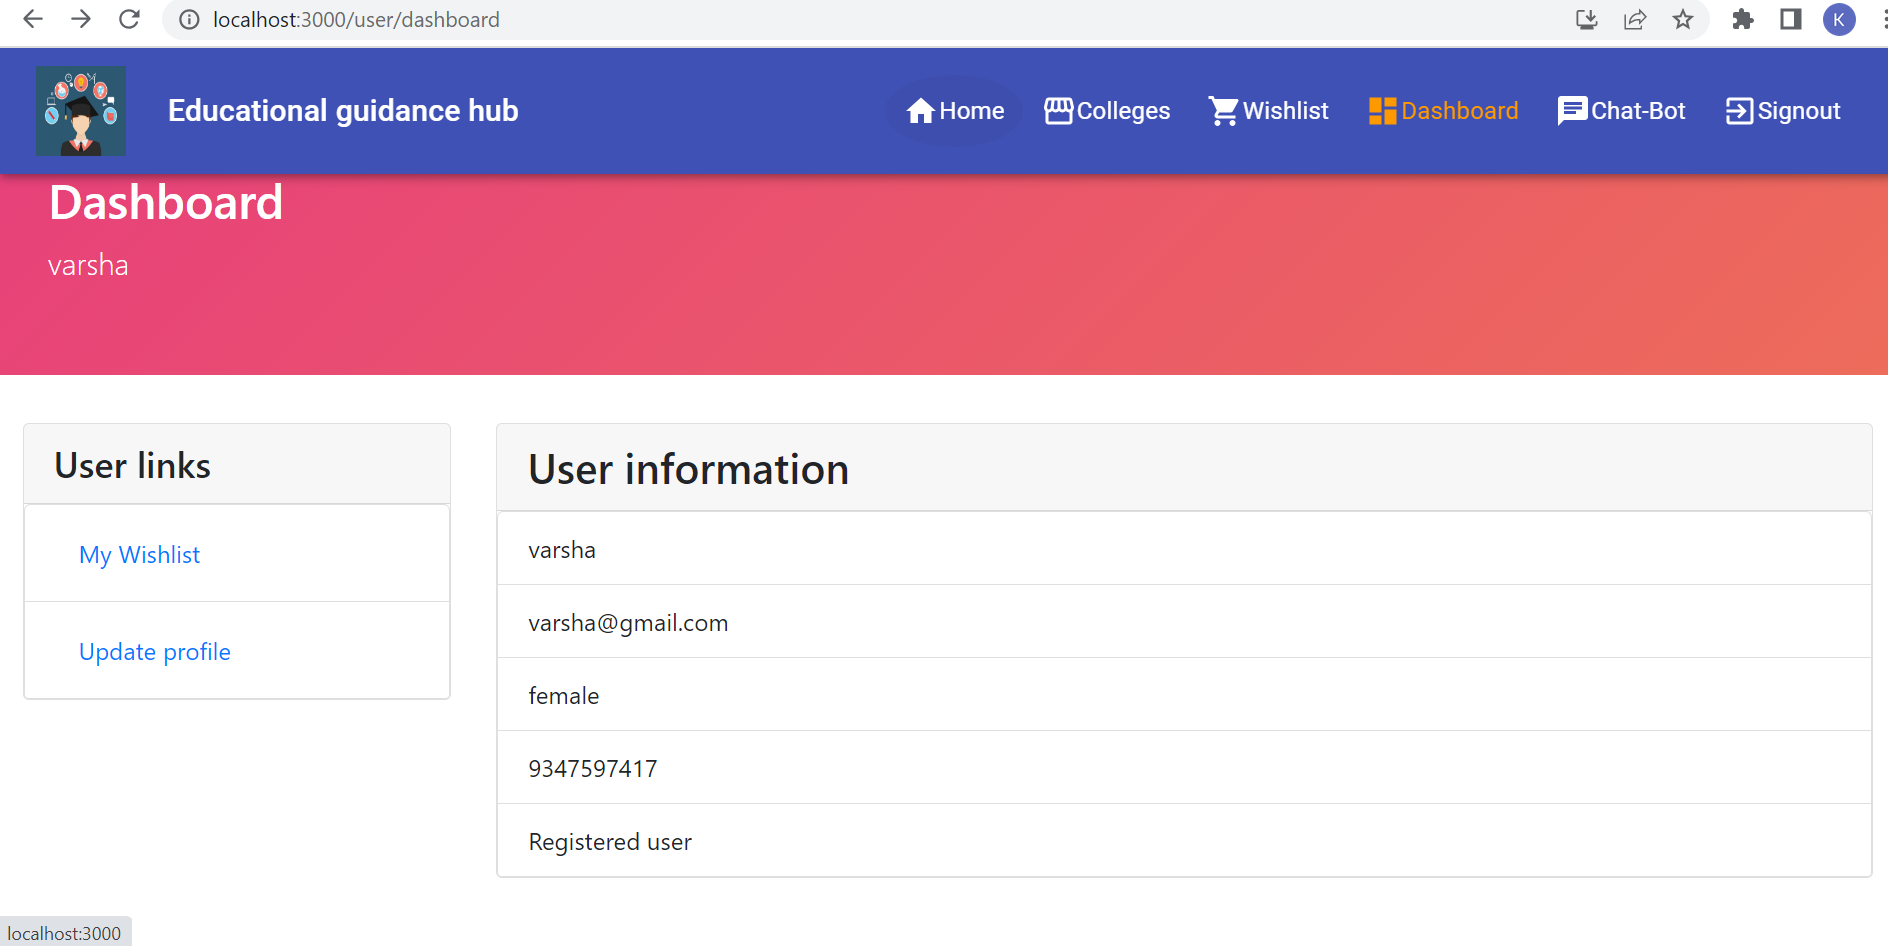 localhost:3000/user/dashboard
K
Educational guidance hub
Home Colleges Wishlist Dashboard Chat-Bot Signout
Dashboard
varsha
User links
My Wishlist
Update profile
User information
varsha
varsha@gmail.com
female
9347597417
Registered user
localhost:3000